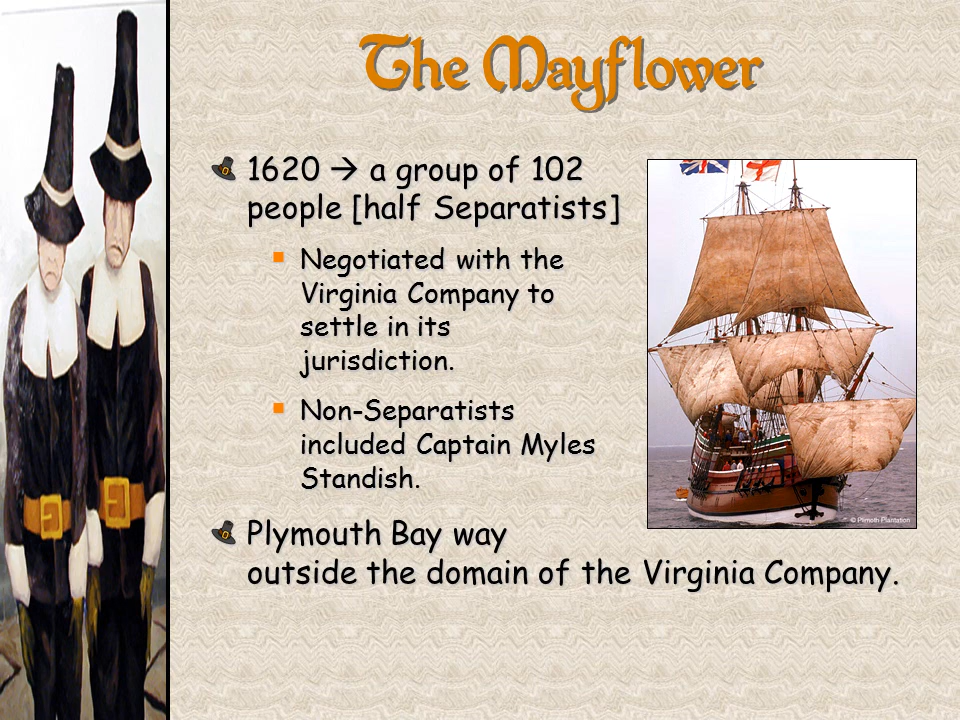 The Mayflower
1620 → a group of 102
people [half Separatists]
Negotiated with the
Virginia Company to
settle in its
jurisdiction.
Non-Separatists
included Captain Myles
Standish.
© Plimoth Plantation
Plymouth Bay way
outside the domain of the Virginia Company.